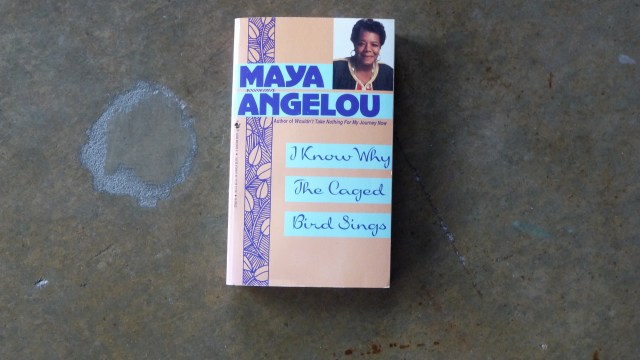 MAYA
ANGELOU
Author of Wouldn't Take Nothing For My Journey Now
I Know Why
The Caged
Bird Sings